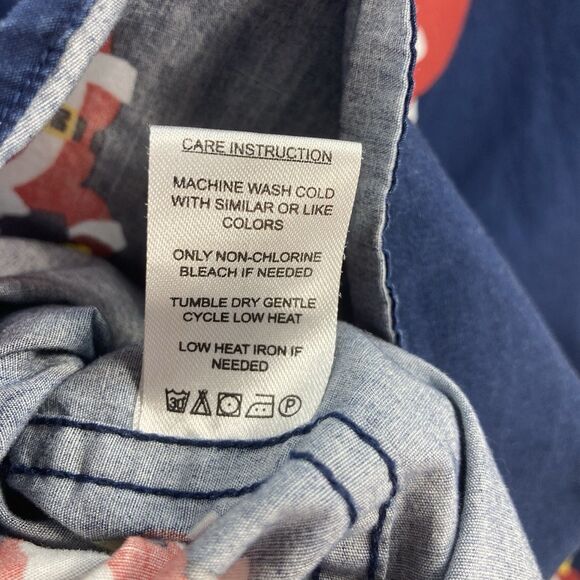 CARE INSTRUCTION
MACHINE WASH COLD
WITH SIMILAR OR LIKE
COLORS
ONLY NON-CHLORINE
BLEACH IF NEEDED
TUMBLE DRY GENTLE
CYCLE LOW HEAT
LOW HEAT IRON IF
NEEDED
30 P